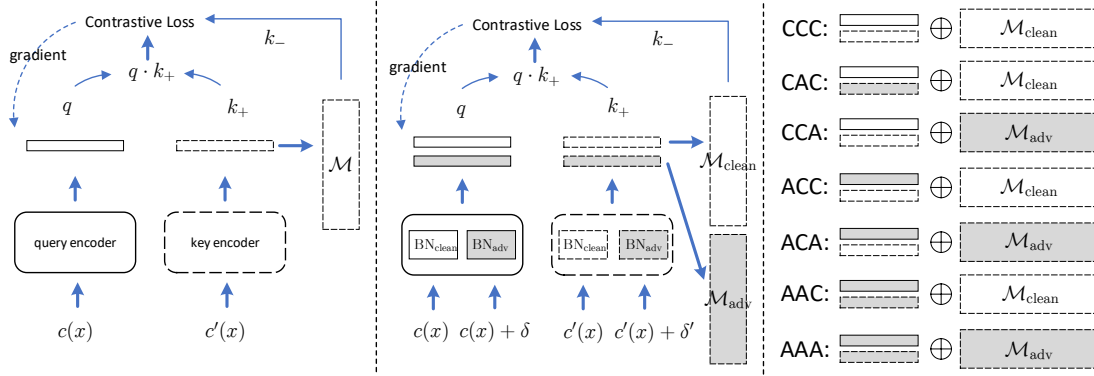 Contrastive Loss
k₋
gradient
q · k₊
q
k₊
ℳ
query encoder
key encoder
c(x)
c′(x)
Contrastive Loss
k₋
gradient
q · k₊
q
k₊
ℳclean
BNclean
BNadv
BNclean
BNadv
ℳadv
c(x)
c(x) + δ
c′(x)
c′(x) + δ′
CCC: ⊕ ℳclean
CAC: ⊕ ℳclean
CCA: ⊕ ℳadv
ACC: ⊕ ℳclean
ACA: ⊕ ℳadv
AAC: ⊕ ℳclean
AAA: ⊕ ℳadv